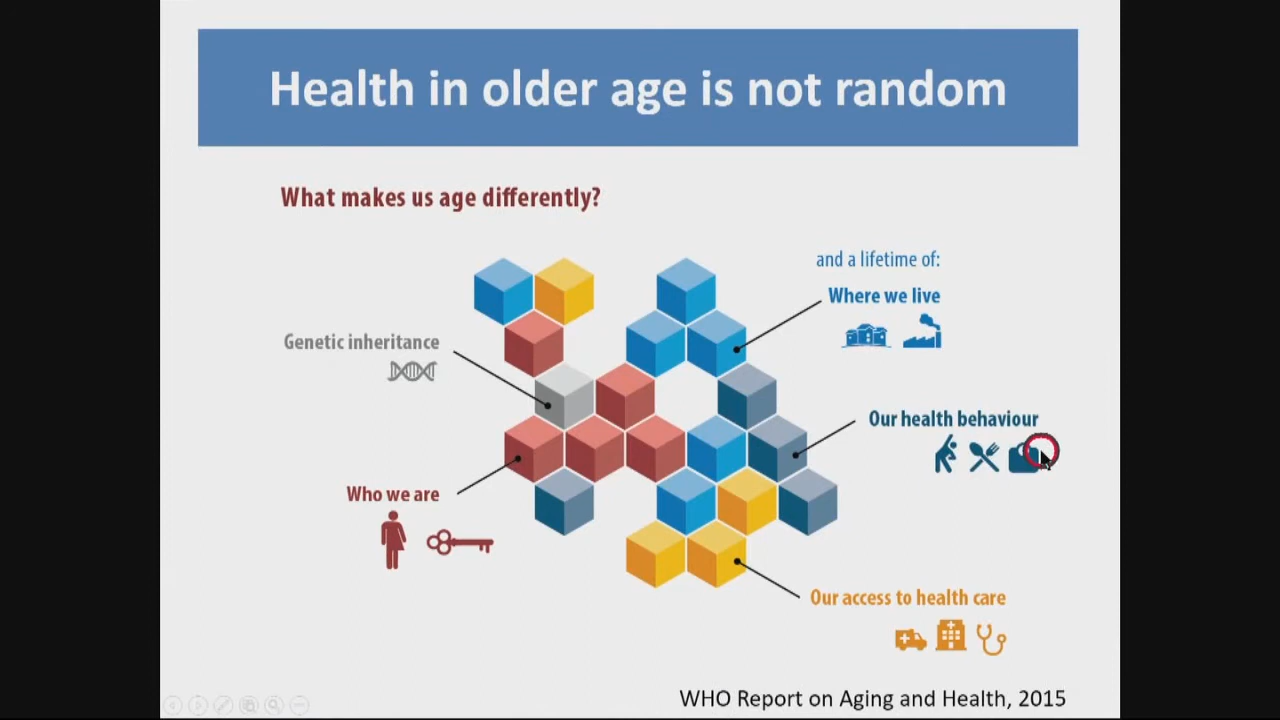 Health in older age is not random
What makes us age differently?
and a lifetime of:
Where we live
Genetic inheritance
Our health behaviour
Who we are
Our access to health care
WHO Report on Aging and Health, 2015